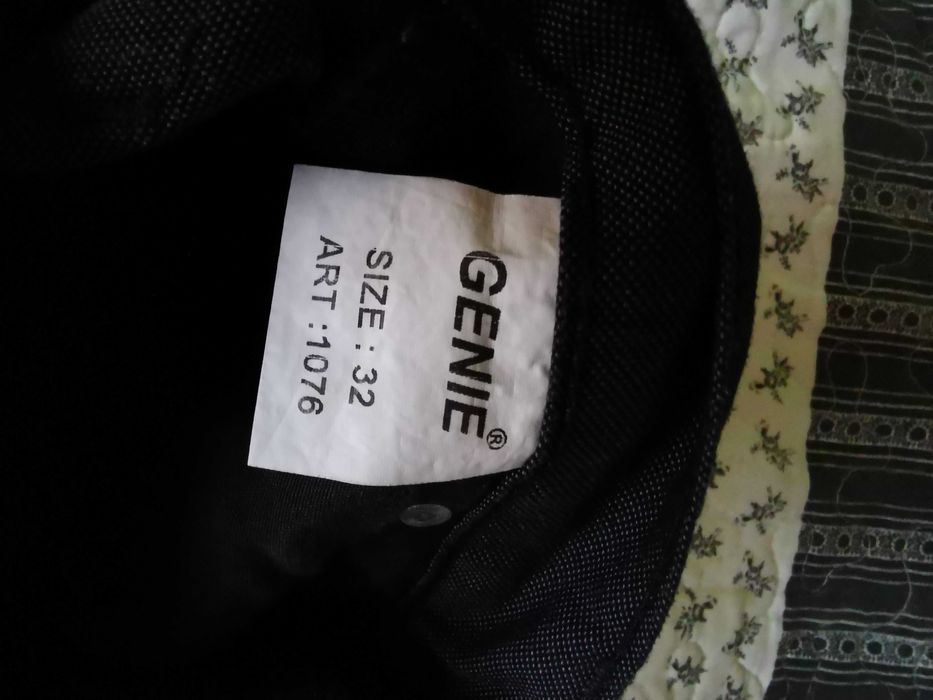 GENIE®
SIZE : 32
ART :1076